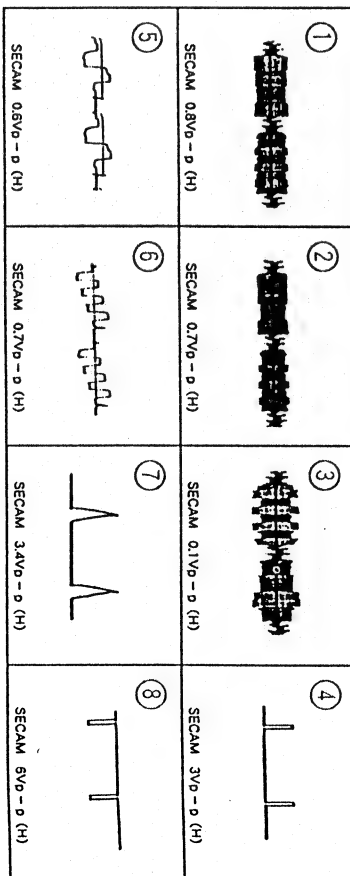 ①
SECAM 0.8Vp-p (H)
②
SECAM 0.7Vp-p (H)
③
SECAM 0.1Vp-p (H)
④
SECAM 3Vp-p (H)
⑤
SECAM 0.6Vp-p (H)
⑥
SECAM 0.7Vp-p (H)
⑦
SECAM 3.4Vp-p (H)
⑧
SECAM 6Vp-p (H)